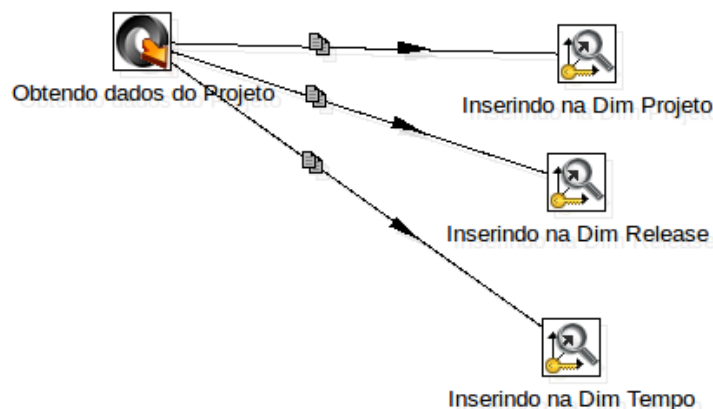 Obtendo dados do Projeto
Inserindo na Dim Projeto
Inserindo na Dim Release
Inserindo na Dim Tempo